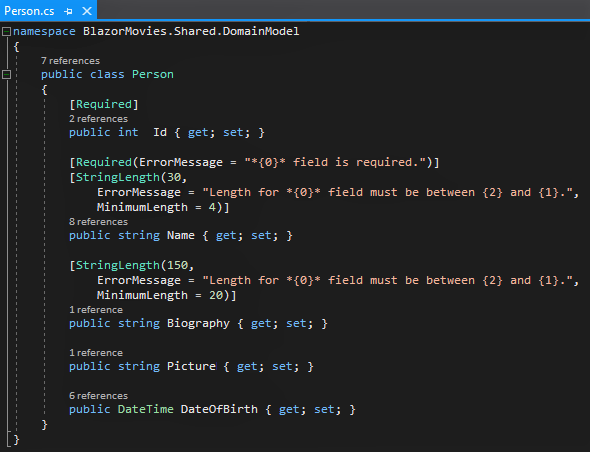 Person.cs
namespace BlazorMovies.Shared.DomainModel
{
7 references
public class Person
{
[Required]
2 references
public int  Id { get; set; }
[Required(ErrorMessage = "*{0}* field is required.")]
[StringLength(30,
ErrorMessage = "Length for *{0}* field must be between {2} and {1}.",
MinimumLength = 4)]
8 references
public string Name { get; set; }
[StringLength(150,
ErrorMessage = "Length for *{0}* field must be between {2} and {1}.",
MinimumLength = 20)]
1 reference
public string Biography { get; set; }
1 reference
public string Picture { get; set; }
6 references
public DateTime DateOfBirth { get; set; }
}
}